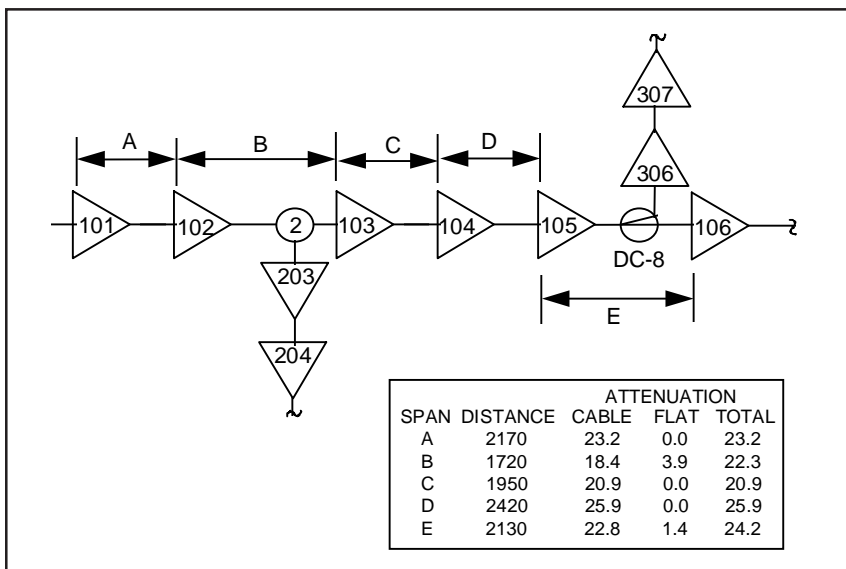 307
A B C D
306
101 102 2 103 104 105 106
DC-8
203
E
204
ATTENUATION
SPAN DISTANCE CABLE FLAT TOTAL
A 2170 23.2 0.0 23.2
B 1720 18.4 3.9 22.3
C 1950 20.9 0.0 20.9
D 2420 25.9 0.0 25.9
E 2130 22.8 1.4 24.2